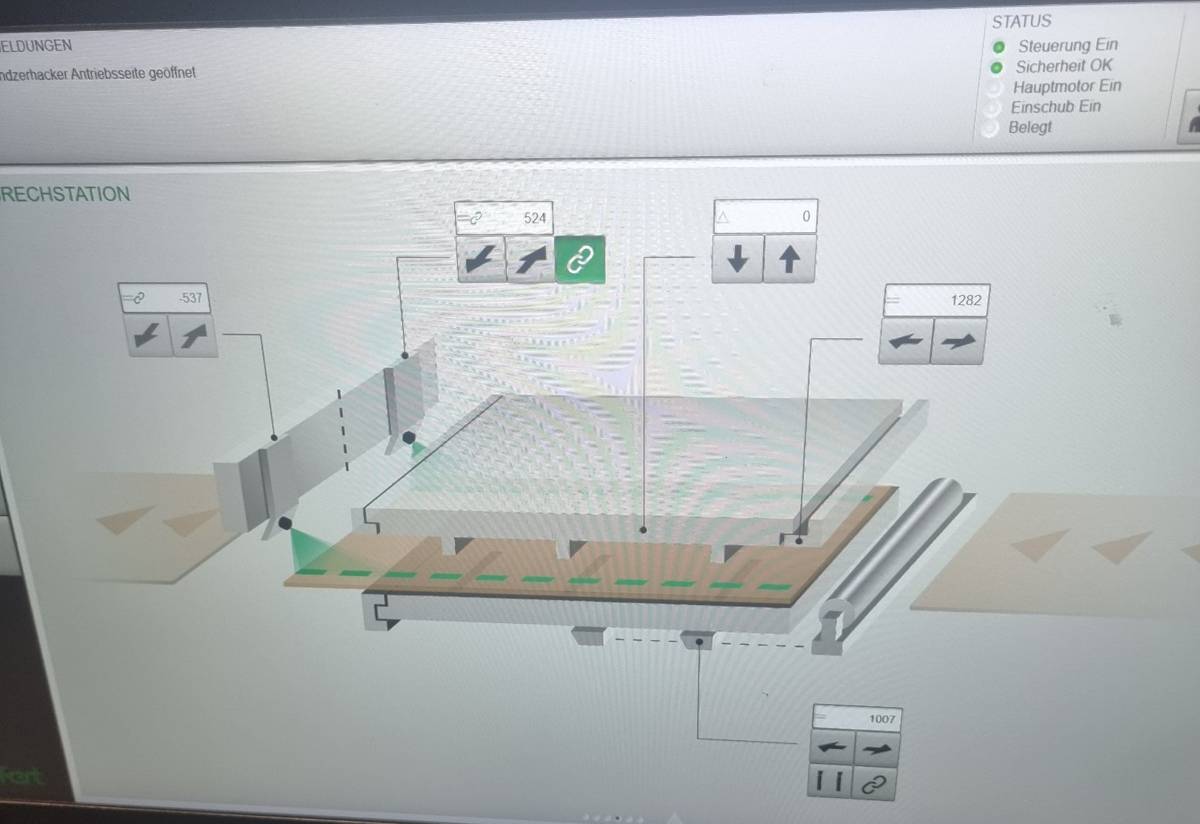 ELDUNGEN
ndzerhacker Antriebsseite geöffnet
STATUS
Steuerung Ein
Sicherheit OK
Hauptmotor Ein
Einschub Ein
Belegt
RECHSTATION
524
0
-537
1282
1007